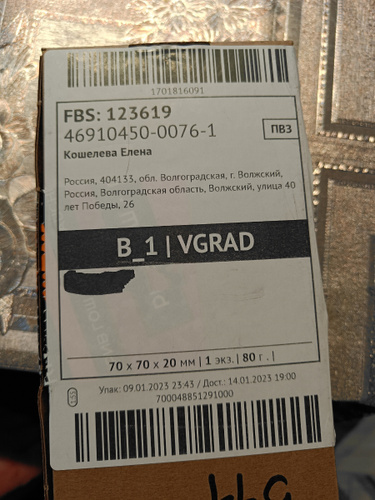 1701816091
FBS: 123619
46910450-0076-1
ПВЗ
Кошелева Елена
Россия, 404133, обл. Волгоградская, г. Волжский,
Россия, Волгоградская область, Волжский, улица 40
лет Победы, 26
B_1 | VGRAD
70 x 70 x 20 мм | 1 экз. | 80 г. |
Упак: 09.01.2023 23:43 / Дост.: 14.01.2023 19:00
700048851291000